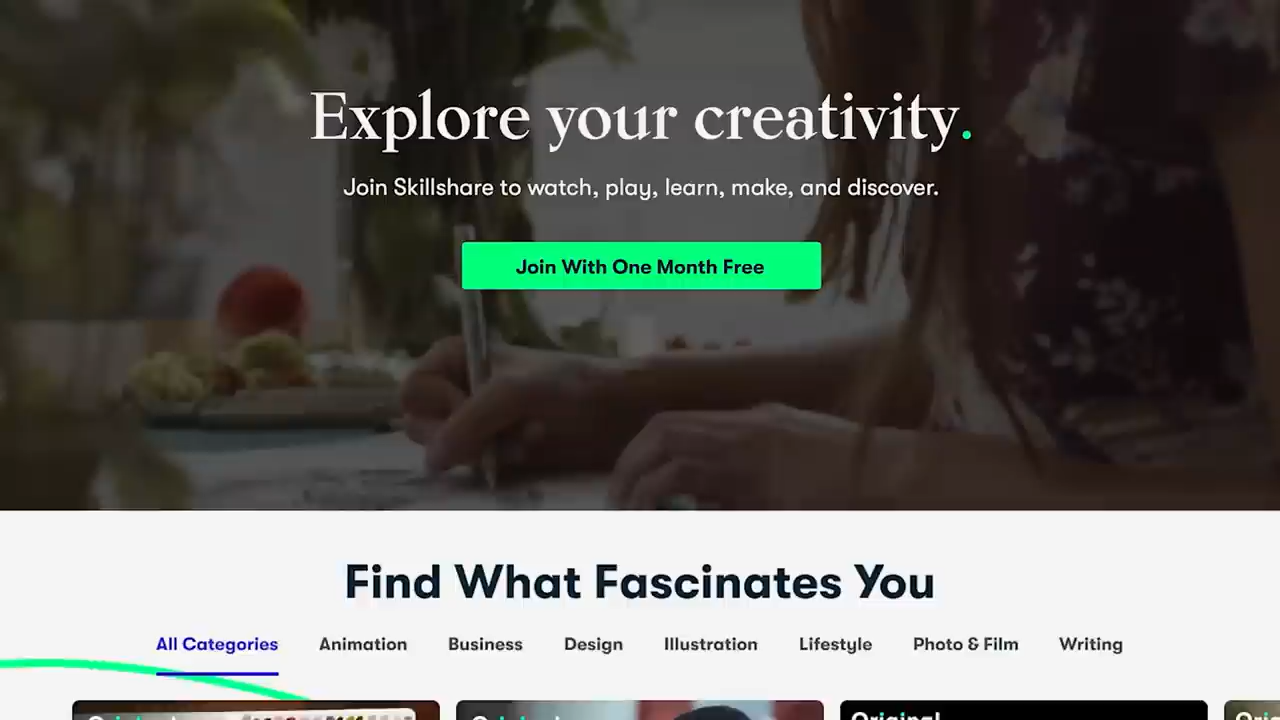 Explore your creativity.
Join Skillshare to watch, play, learn, make, and discover.
Join With One Month Free
Find What Fascinates You
All Categories Animation Business Design Illustration Lifestyle Photo & Film Writing
Original